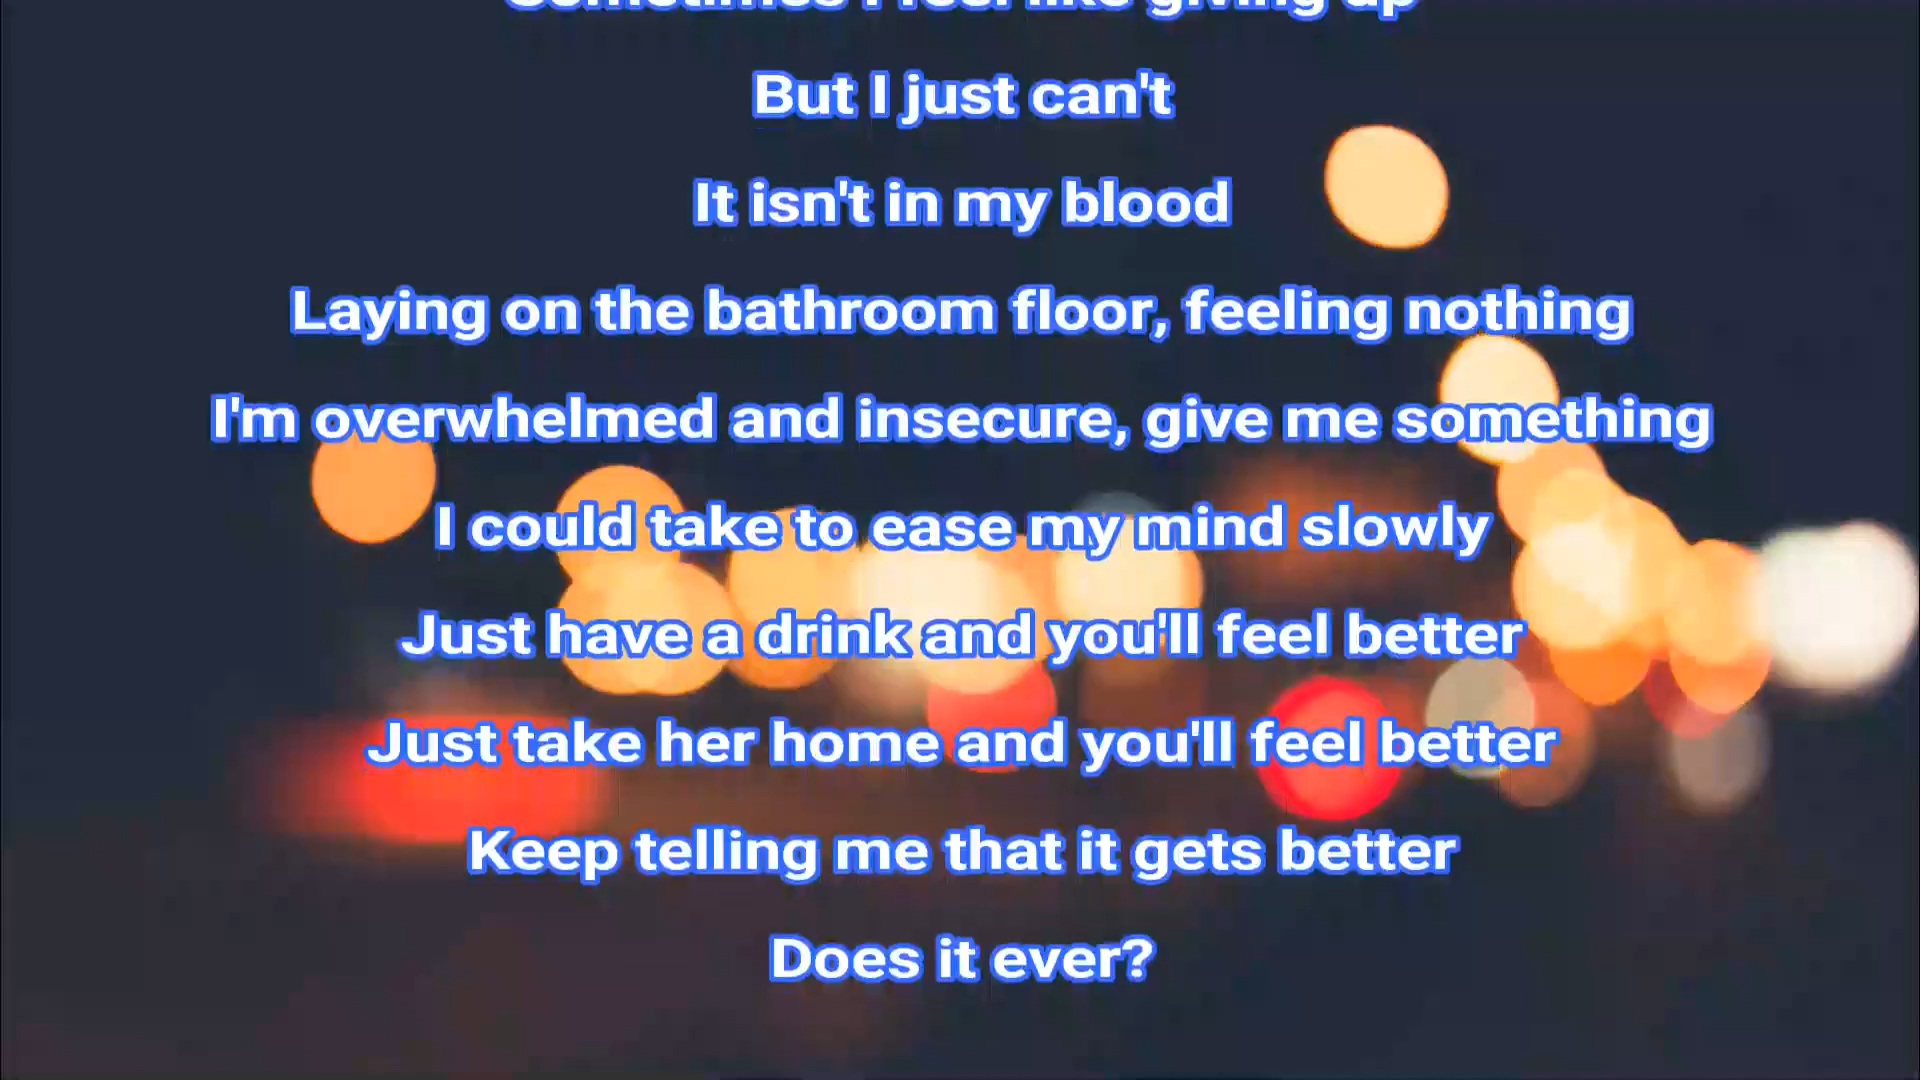 Sometimes I feel like giving up
But I just can't
It isn't in my blood
Laying on the bathroom floor, feeling nothing
I'm overwhelmed and insecure, give me something
I could take to ease my mind slowly
Just have a drink and you'll feel better
Just take her home and you'll feel better
Keep telling me that it gets better
Does it ever?